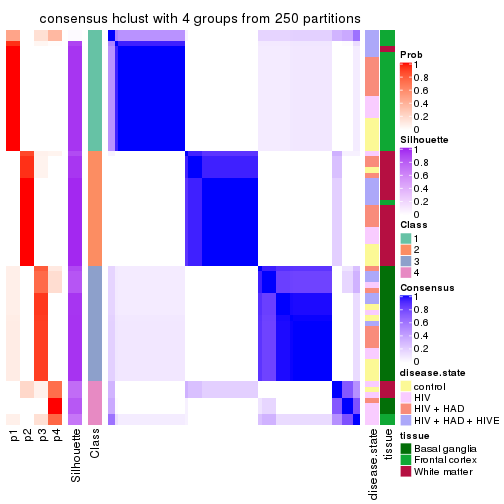 consensus hclust with 4 groups from 250 partitions
Prob
1
0.8
0.6
0.4
0.2
0
Silhouette
1
0.8
0.6
0.4
0.2
0
Class
1
2
3
4
Consensus
1
0.8
0.6
0.4
0.2
0
disease.state
control
HIV
HIV + HAD
HIV + HAD + HIVE
tissue
Basal ganglia
Frontal cortex
White matter
p1
p2
p3
p4
Silhouette
Class
disease.state
tissue